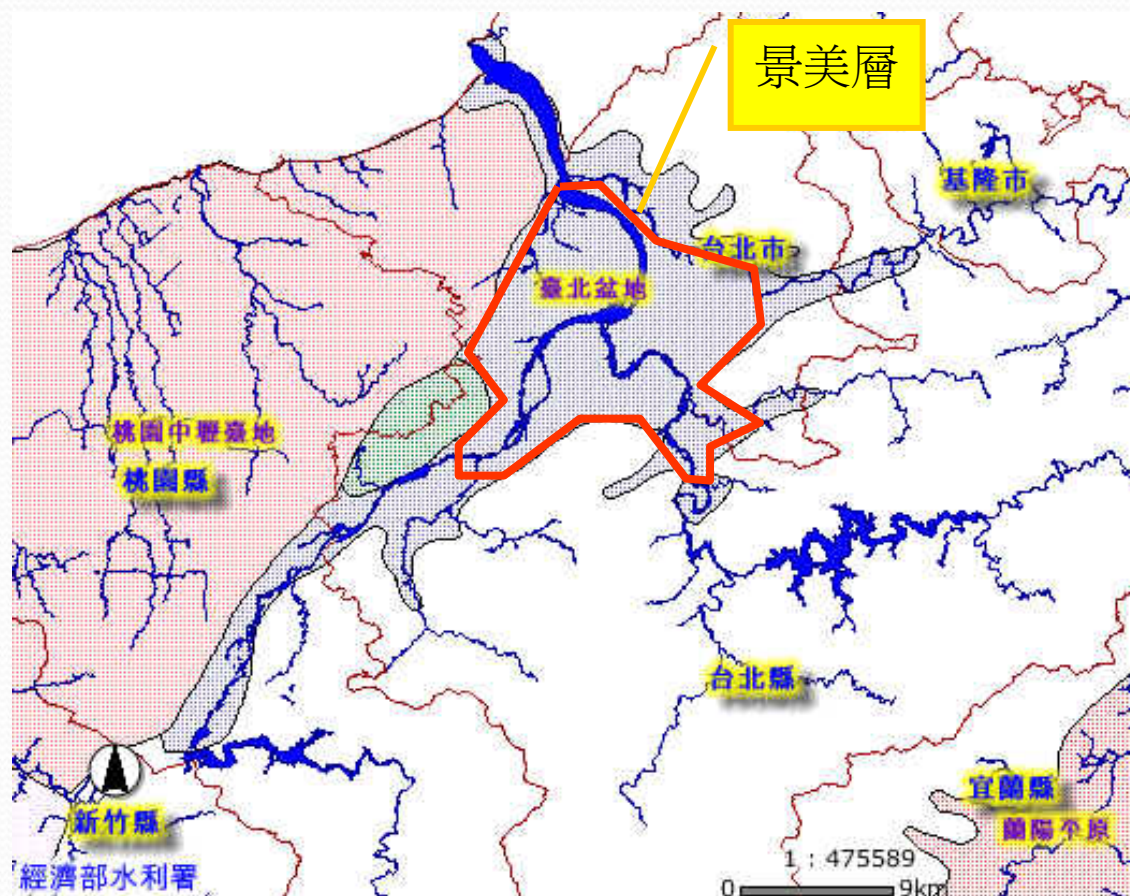 景美層
基隆市
台北市
臺北盆地
桃園中壢臺地
桃園縣
台北縣
宜蘭縣
蘭陽平原
新竹縣
經濟部水利署
1 : 475589
0 9km